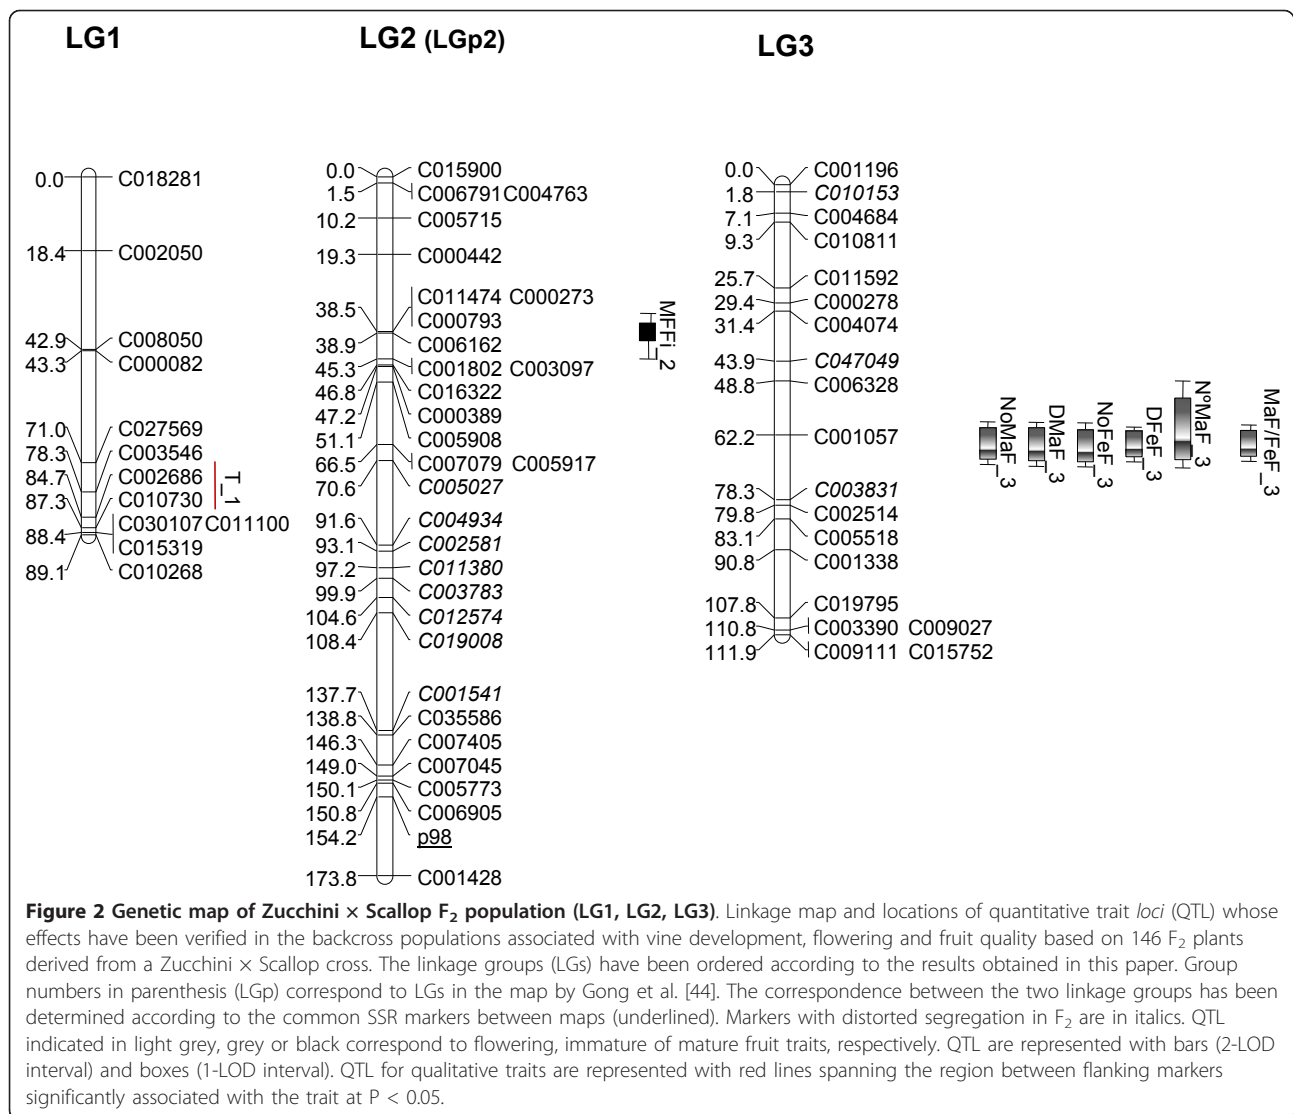 LG1
LG2 (LGp2)
LG3
0.0 C018281
18.4 C002050
42.9 C008050
43.3 C000082
71.0 C027569
78.3 C003546
84.7 C002686
87.3 C010730
88.4 C030107 C011100
C015319
89.1 C010268
T_1
0.0 C015900
1.5 C006791 C004763
10.2 C005715
19.3 C000442
38.5 C011474 C000273
C000793
38.9 C006162
45.3 C001802 C003097
46.8 C016322
47.2 C000389
51.1 C005908
66.5 C007079 C005917
70.6 C005027
91.6 C004934
93.1 C002581
97.2 C011380
99.9 C003783
104.6 C012574
108.4 C019008
137.7 C001541
138.8 C035586
146.3 C007405
149.0 C007045
150.1 C005773
150.8 C006905
154.2 p98
173.8 C001428
MFFi_2
0.0 C001196
1.8 C010153
7.1 C004684
9.3 C010811
25.7 C011592
29.4 C000278
31.4 C004074
43.9 C047049
48.8 C006328
62.2 C001057
78.3 C003831
79.8 C002514
83.1 C005518
90.8 C001338
107.8 C019795
110.8 C003390 C009027
111.9 C009111 C015752
NoMaF_3
DMaF_3
NoFeF_3
DFeF_3
NºMaF_3
MaF/FeF_3
Figure 2 Genetic map of Zucchini × Scallop F2 population (LG1, LG2, LG3). Linkage map and locations of quantitative trait loci (QTL) whose
effects have been verified in the backcross populations associated with vine development, flowering and fruit quality based on 146 F2 plants
derived from a Zucchini × Scallop cross. The linkage groups (LGs) have been ordered according to the results obtained in this paper. Group
numbers in parenthesis (LGp) correspond to LGs in the map by Gong et al. [44]. The correspondence between the two linkage groups has been
determined according to the common SSR markers between maps (underlined). Markers with distorted segregation in F2 are in italics. QTL
indicated in light grey, grey or black correspond to flowering, immature of mature fruit traits, respectively. QTL are represented with bars (2-LOD
interval) and boxes (1-LOD interval). QTL for qualitative traits are represented with red lines spanning the region between flanking markers
significantly associated with the trait at P < 0.05.